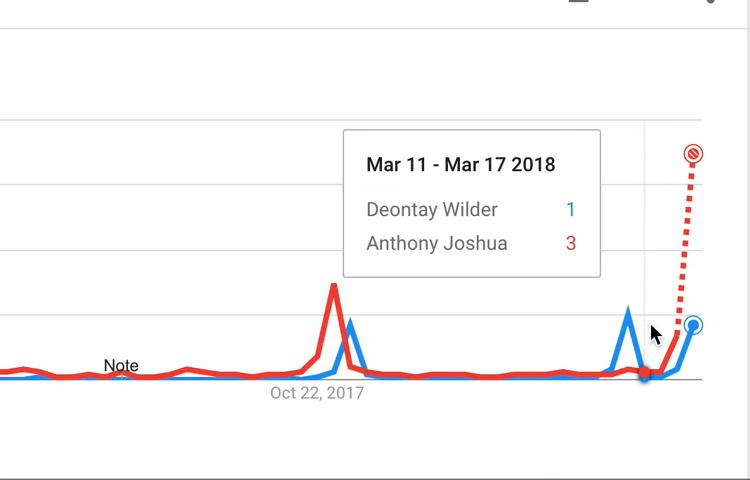 Mar 11 - Mar 17 2018
Deontay Wilder 1
Anthony Joshua 3
Note
Oct 22, 2017